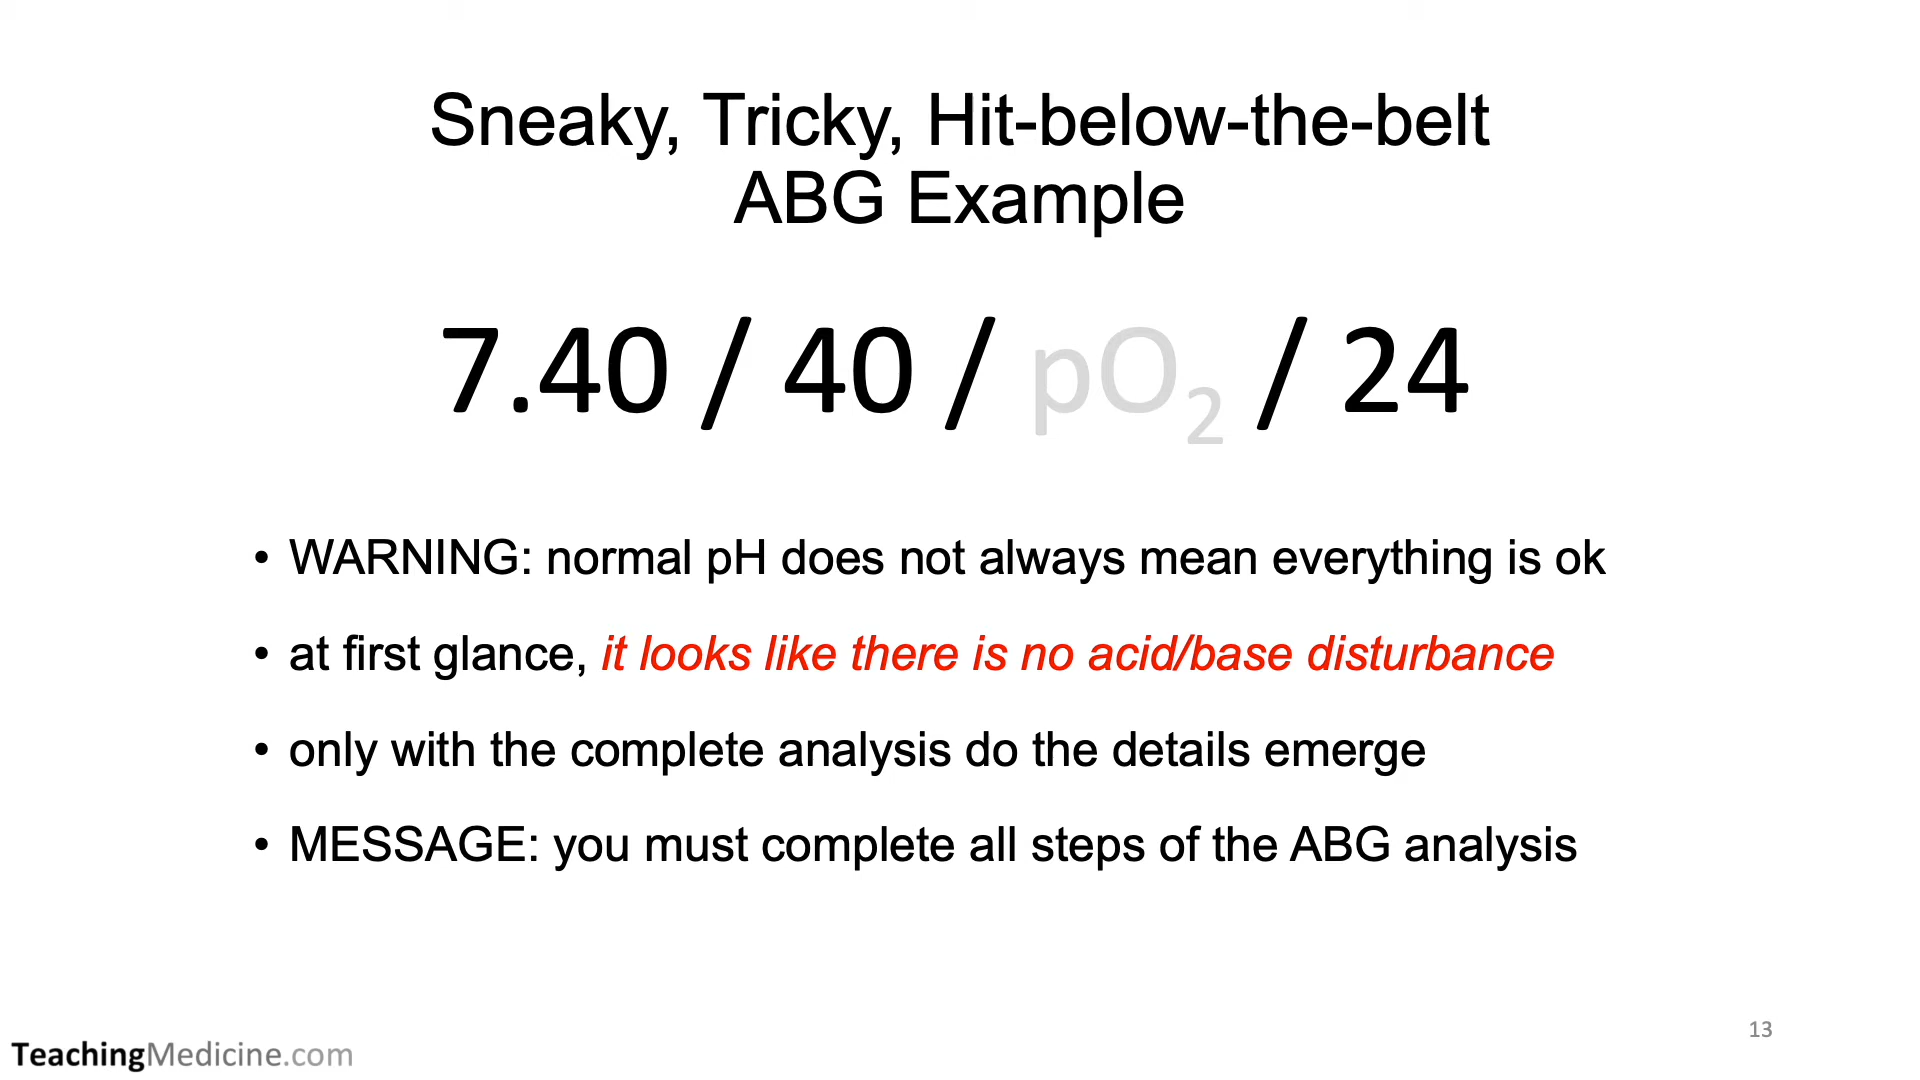 Sneaky, Tricky, Hit-below-the-belt
ABG Example
7.40 / 40 / pO₂ / 24
• WARNING: normal pH does not always mean everything is ok
• at first glance, it looks like there is no acid/base disturbance
• only with the complete analysis do the details emerge
• MESSAGE: you must complete all steps of the ABG analysis
13
TeachingMedicine.com